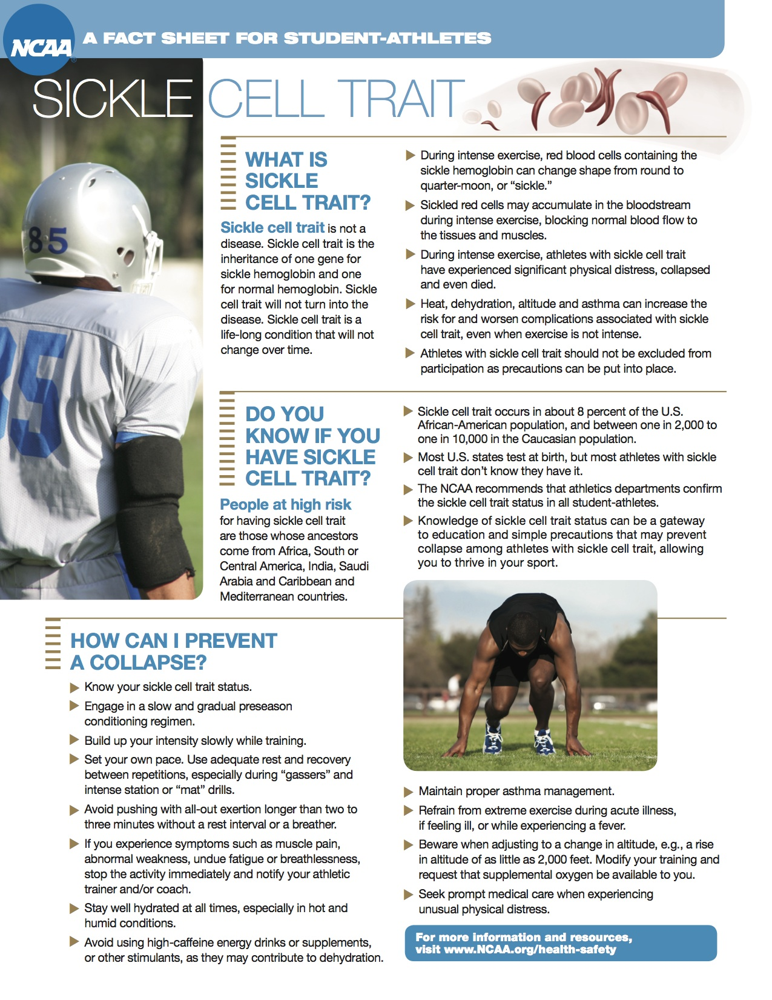 NCAA
A FACT SHEET FOR STUDENT-ATHLETES
SICKLE CELL TRAIT
85
85
WHAT IS
SICKLE
CELL TRAIT?
Sickle cell trait is not a
disease. Sickle cell trait is the
inheritance of one gene for
sickle hemoglobin and one
for normal hemoglobin. Sickle
cell trait will not turn into the
disease. Sickle cell trait is a
life-long condition that will not
change over time.
During intense exercise, red blood cells containing the
sickle hemoglobin can change shape from round to
quarter-moon, or “sickle.”
Sickled red cells may accumulate in the bloodstream
during intense exercise, blocking normal blood flow to
the tissues and muscles.
During intense exercise, athletes with sickle cell trait
have experienced significant physical distress, collapsed
and even died.
Heat, dehydration, altitude and asthma can increase the
risk for and worsen complications associated with sickle
cell trait, even when exercise is not intense.
Athletes with sickle cell trait should not be excluded from
participation as precautions can be put into place.
DO YOU
KNOW IF YOU
HAVE SICKLE
CELL TRAIT?
People at high risk
for having sickle cell trait
are those whose ancestors
come from Africa, South or
Central America, India, Saudi
Arabia and Caribbean and
Mediterranean countries.
Sickle cell trait occurs in about 8 percent of the U.S.
African-American population, and between one in 2,000 to
one in 10,000 in the Caucasian population.
Most U.S. states test at birth, but most athletes with sickle
cell trait don’t know they have it.
The NCAA recommends that athletics departments confirm
the sickle cell trait status in all student-athletes.
Knowledge of sickle cell trait status can be a gateway
to education and simple precautions that may prevent
collapse among athletes with sickle cell trait, allowing
you to thrive in your sport.
HOW CAN I PREVENT
A COLLAPSE?
Know your sickle cell trait status.
Engage in a slow and gradual preseason
conditioning regimen.
Build up your intensity slowly while training.
Set your own pace. Use adequate rest and recovery
between repetitions, especially during “gassers” and
intense station or “mat” drills.
Avoid pushing with all-out exertion longer than two to
three minutes without a rest interval or a breather.
If you experience symptoms such as muscle pain,
abnormal weakness, undue fatigue or breathlessness,
stop the activity immediately and notify your athletic
trainer and/or coach.
Stay well hydrated at all times, especially in hot and
humid conditions.
Avoid using high-caffeine energy drinks or supplements,
or other stimulants, as they may contribute to dehydration.
Maintain proper asthma management.
Refrain from extreme exercise during acute illness,
if feeling ill, or while experiencing a fever.
Beware when adjusting to a change in altitude, e.g., a rise
in altitude of as little as 2,000 feet. Modify your training and
request that supplemental oxygen be available to you.
Seek prompt medical care when experiencing
unusual physical distress.
For more information and resources,
visit www.NCAA.org/health-safety